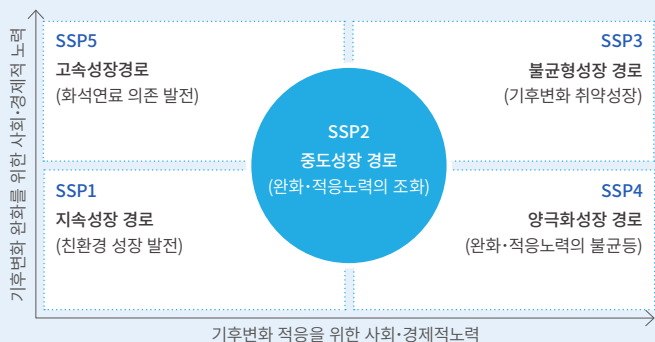 기후변화 완화를 위한 사회·경제적 노력
SSP5
고속성장경로
(화석연료 의존 발전)
SSP3
불균형성장 경로
(기후변화 취약성장)
SSP2
중도성장 경로
(완화·적응노력의 조화)
SSP1
지속성장 경로
(친환경 성장 발전)
SSP4
양극화성장 경로
(완화·적응노력의 불균등)
기후변화 적응을 위한 사회·경제적노력